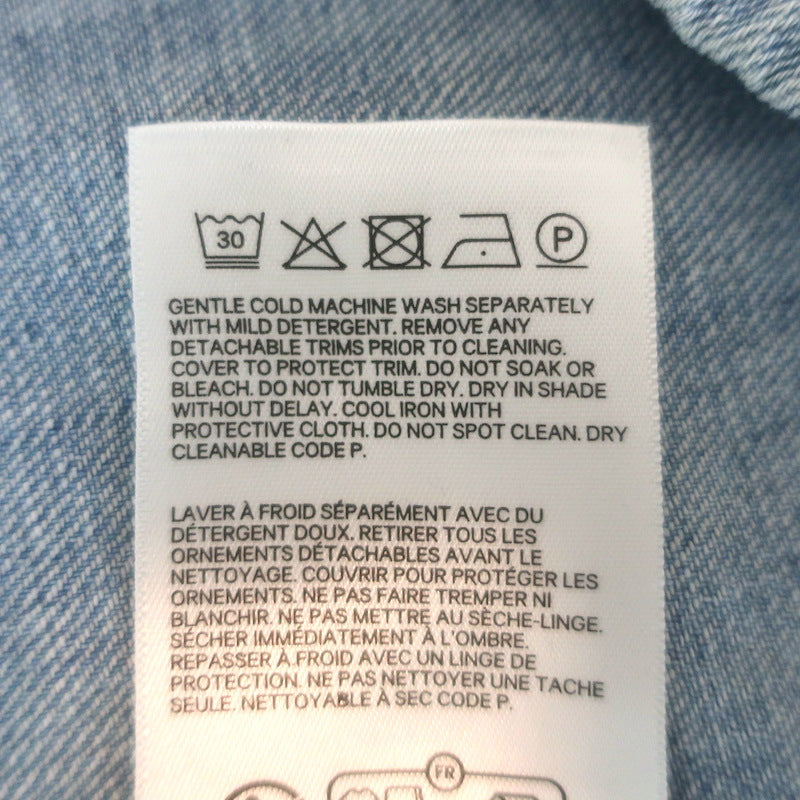 30 P
GENTLE COLD MACHINE WASH SEPARATELY
WITH MILD DETERGENT. REMOVE ANY
DETACHABLE TRIMS PRIOR TO CLEANING.
COVER TO PROTECT TRIM. DO NOT SOAK OR
BLEACH. DO NOT TUMBLE DRY. DRY IN SHADE
WITHOUT DELAY. COOL IRON WITH
PROTECTIVE CLOTH. DO NOT SPOT CLEAN. DRY
CLEANABLE CODE P.
LAVER À FROID SÉPARÉMENT AVEC DU
DÉTERGENT DOUX. RETIRER TOUS LES
ORNEMENTS DÉTACHABLES AVANT LE
NETTOYAGE. COUVRIR POUR PROTÉGER LES
ORNEMENTS. NE PAS FAIRE TREMPER NI
BLANCHIR. NE PAS METTRE AU SÈCHE-LINGE.
SÉCHER IMMÉDIATEMENT À L'OMBRE.
REPASSER À FROID AVEC UN LINGE DE
PROTECTION. NE PAS NETTOYER UNE TACHE
SEULE. NETTOYABLE À SEC CODE P.
FR